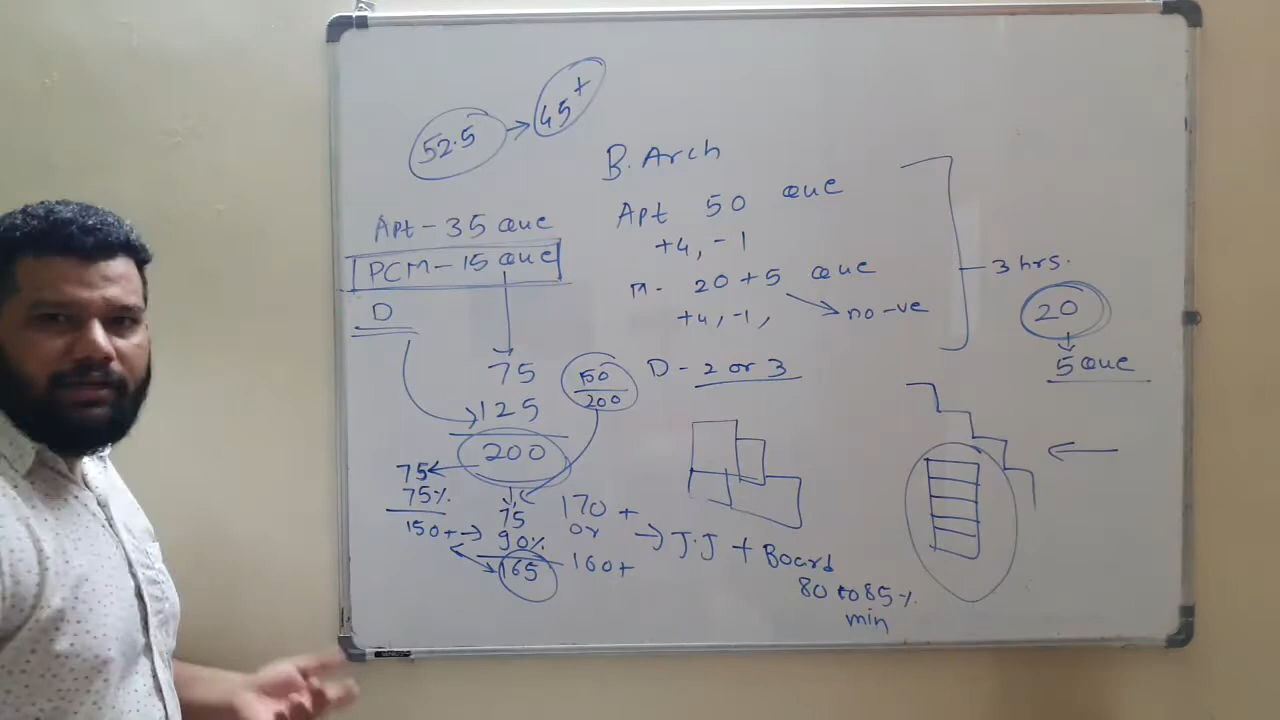 52.5 → 45+
Apt - 35 que
PCM - 15 que
D
75
125
200
150
200
75
75%
150+ →
75
90%
165
170+
or
160+
→ J.J + Board
80 to 85%
min
B. Arch
Apt 50 que
+4, -1
M - 20 + 5 que
+4, -1, → no -ve
D - 2 or 3
3 hrs.
20
5 que